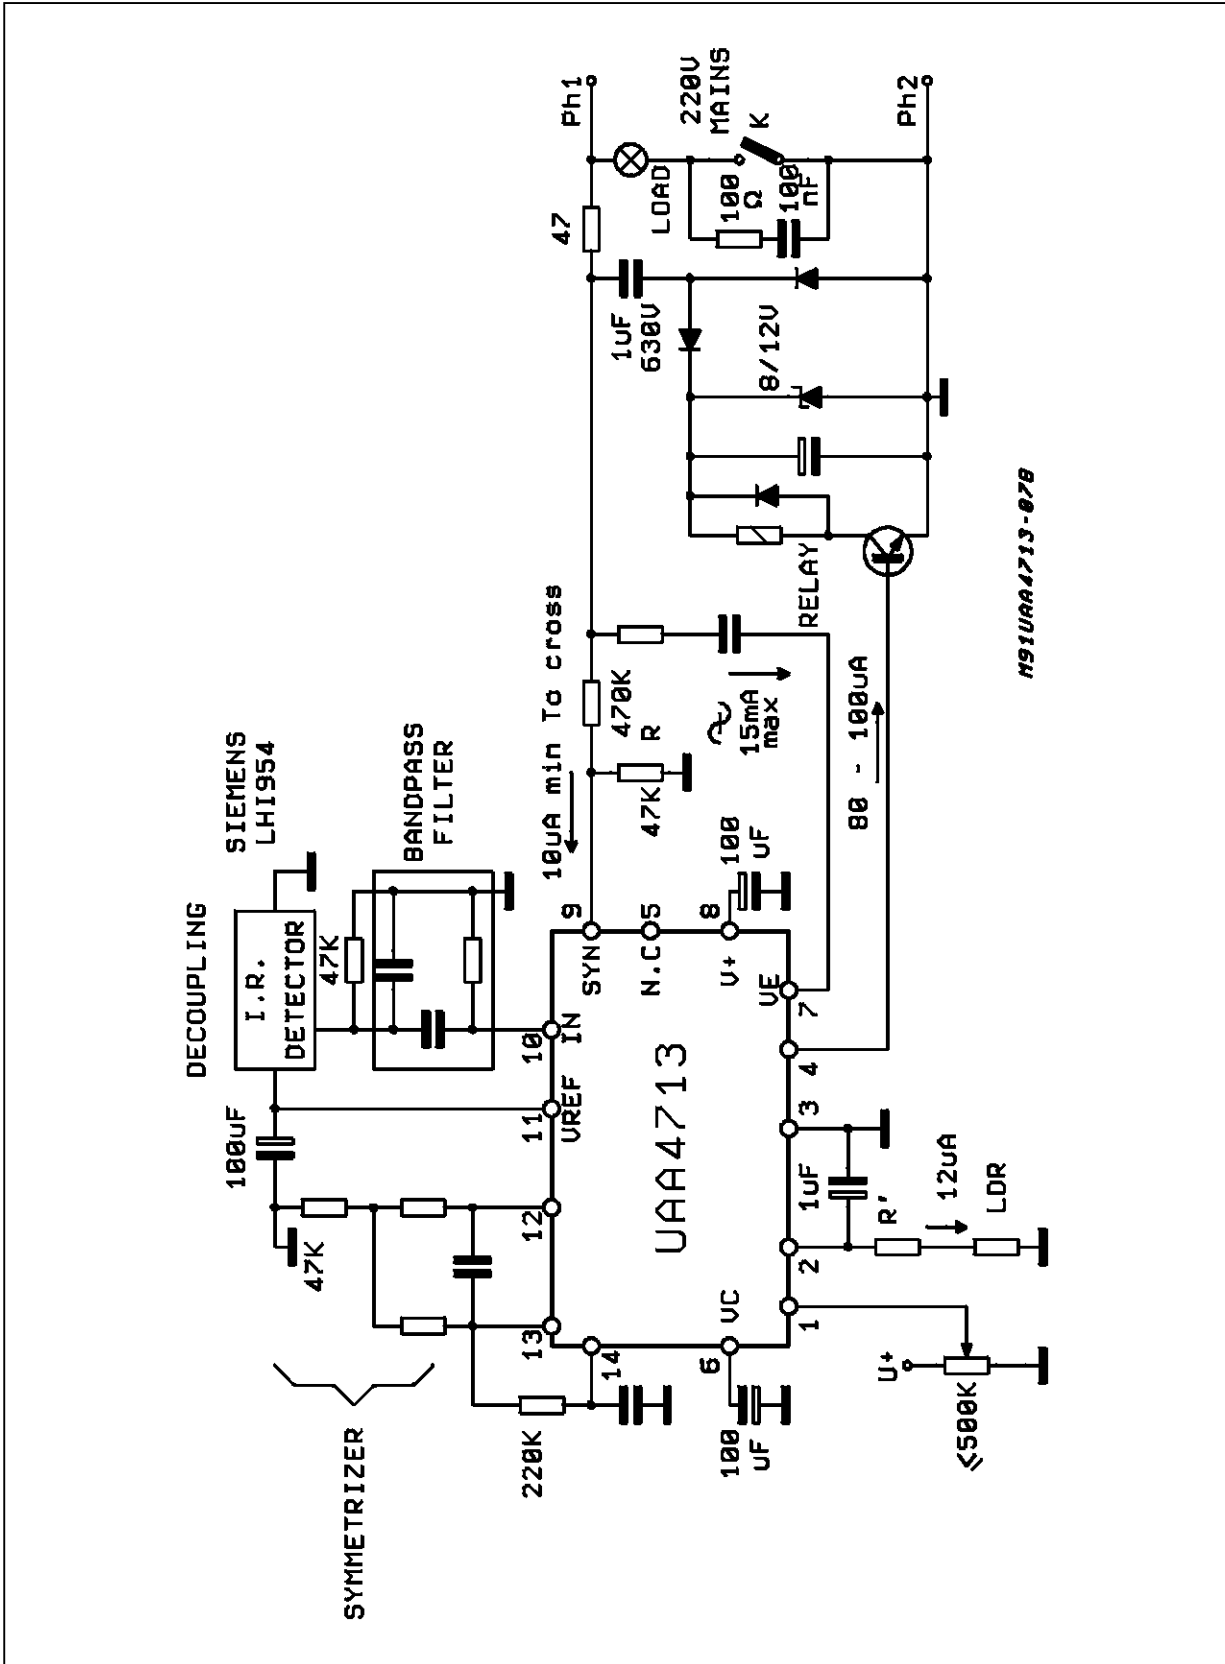 SYMMETRIZER
DECOUPLING
SIEMENS
LHI954
I.R.
DETECTOR
100uF
47K
47K
BANDPASS
FILTER
220K
10uA min To cross
47
Ph1
220V
MAINS
K
LOAD
100
Ω
100
nF
1uF
630V
8/12V
RELAY
470K
R
47K
15mA
max
80 - 100uA
Ph2
13
12
11
VREF
10
IN
9
SYN
N.C
5
8
V+
100
uF
VE
7
4
3
2
1
14
6
VC
100
uF
UAA4713
1uF
R'
12uA
LDR
U+
≤500K
M91UAA4713-07B